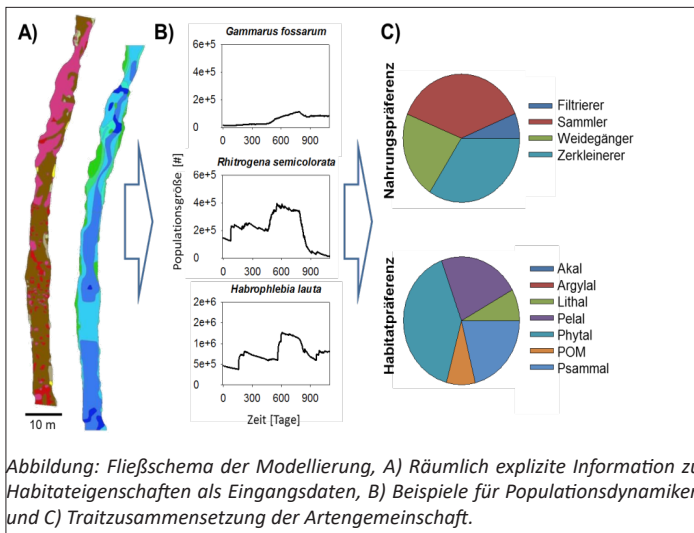 A)
B)
C)
10 m
Populationsgröße [#]
Gammarus fossarum
6e+5
4e+5
2e+5
0
0 300 600 900
Rhitrogena semicolorata
6e+5
4e+5
2e+5
0
0 300 600 900
Habrophlebia lauta
2e+6
2e+6
1e+6
5e+5
0
0 300 600 900
Zeit [Tage]
Nahrungspräferenz
Filtrierer
Sammler
Weidegänger
Zerkleinerer
Habitatpräferenz
Akal
Argylal
Lithal
Pelal
Phytal
POM
Psammal
Abbildung: Fließschema der Modellierung, A) Räumlich explizite Information zu
Habitateigenschaften als Eingangsdaten, B) Beispiele für Populationsdynamiken
und C) Traitzusammensetzung der Artengemeinschaft.